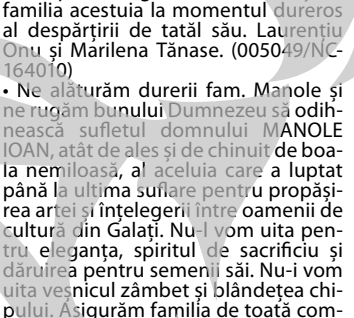 familia acestuia la momentul dureros
al despărțirii de tatăl său. Laurențiu
Onu și Marilena Tănase. (005049/NC-
164010)
• Ne alăturăm durerii fam. Manole și
ne rugăm bunului Dumnezeu să odih-
nească sufletul domnului MANOLE
IOAN, atât de ales și de chinuit de boa-
la nemiloasă, al aceluia care a luptat
până la ultima suflare pentru propăși-
rea artei și înțelegerii între oamenii de
cultură din Galați. Nu-l vom uita pen-
tru eleganța, spiritul de sacrificiu și
dăruirea pentru semenii săi. Nu-i vom
uita veșnicul zâmbet și blândețea chi-
pului. Asigurăm familia de toată com-